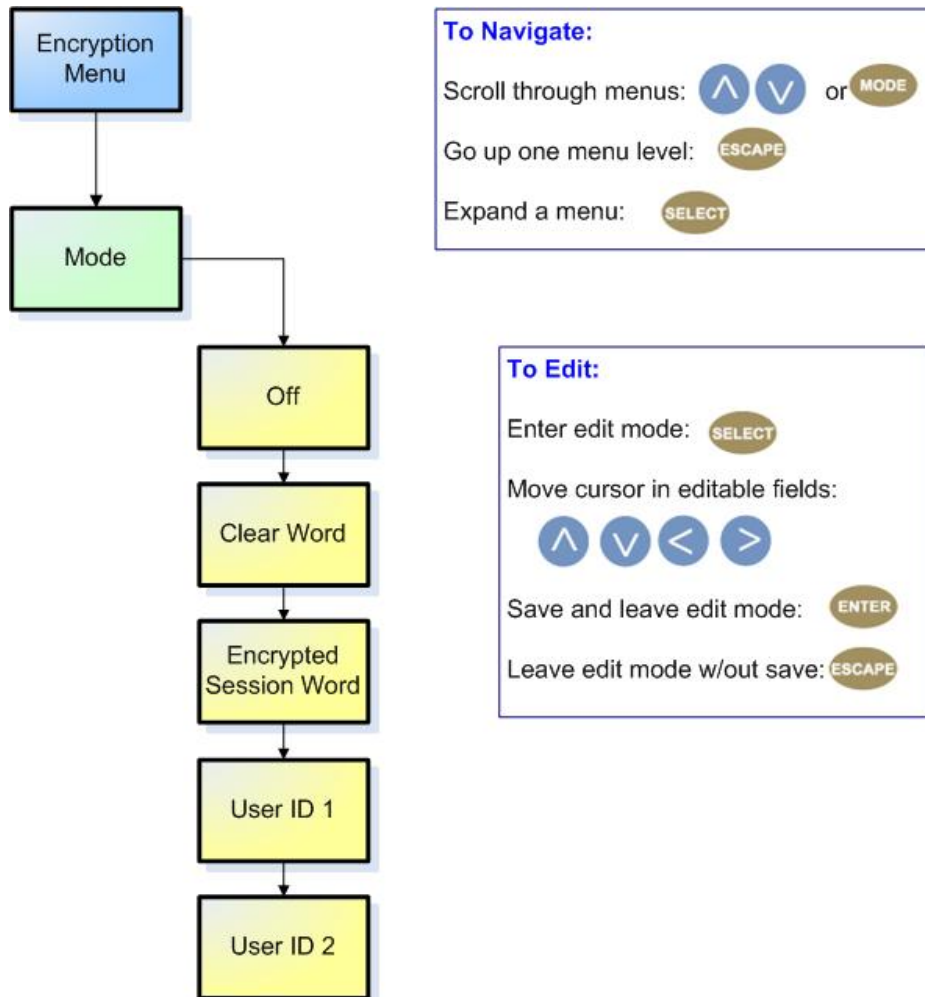 Encryption
Menu
Mode
Off
Clear Word
Encrypted
Session Word
User ID 1
User ID 2
To Navigate:
Scroll through menus: ∧ ∨ or MODE
Go up one menu level: ESCAPE
Expand a menu: SELECT
To Edit:
Enter edit mode: SELECT
Move cursor in editable fields:
∧ ∨ < >
Save and leave edit mode: ENTER
Leave edit mode w/out save: ESCAPE